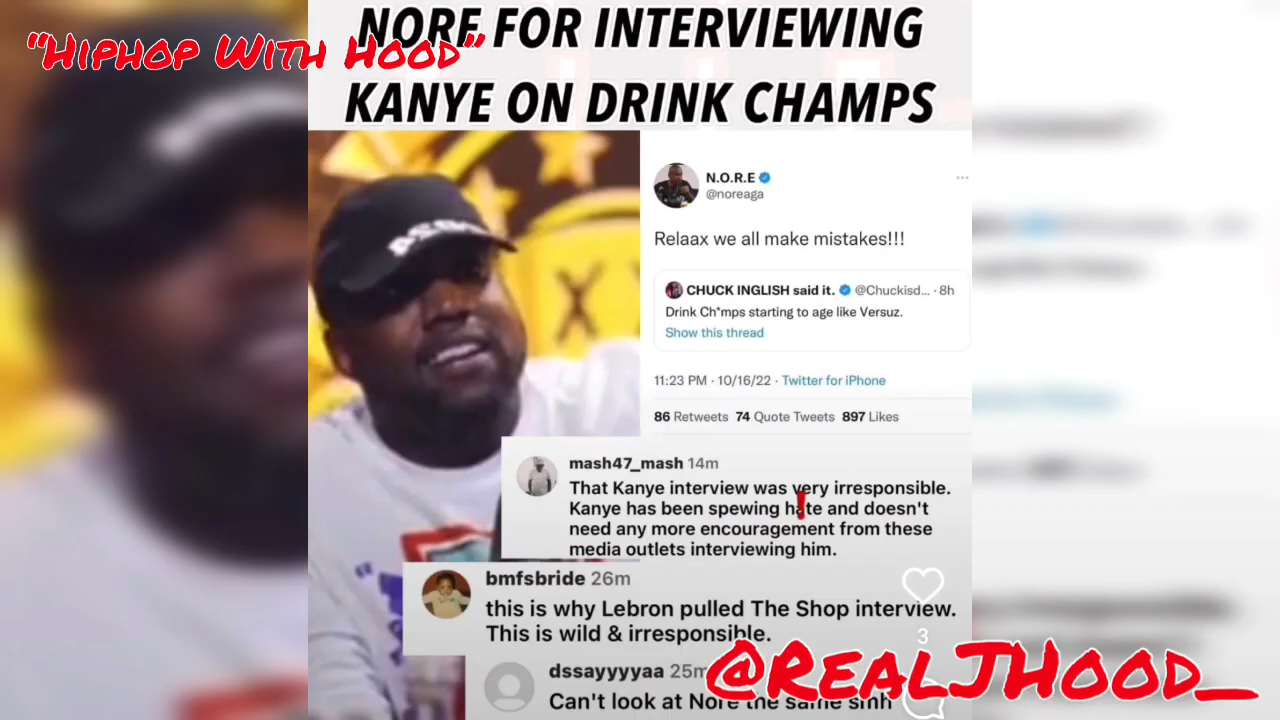 NORE FOR INTERVIEWING
"HIPHOP WITH HOOD"
KANYE ON DRINK CHAMPS
N.O.R.E
@noreaga
Relaax we all make mistakes!!!
CHUCK INGLISH said it. @Chuckisd... · 8h
Drink Ch*mps starting to age like Versuz.
Show this thread
11:23 PM · 10/16/22 · Twitter for iPhone
86 Retweets 74 Quote Tweets 897 Likes
mash47_mash 14m
That Kanye interview was very irresponsible.
Kanye has been spewing hate and doesn't
need any more encouragement from these
media outlets interviewing him.
bmfsbride 26m
this is why Lebron pulled The Shop interview.
This is wild & irresponsible.
3
dssayyyyaa 25m
@REALJHOOD_
Can't look at Nore the same smh